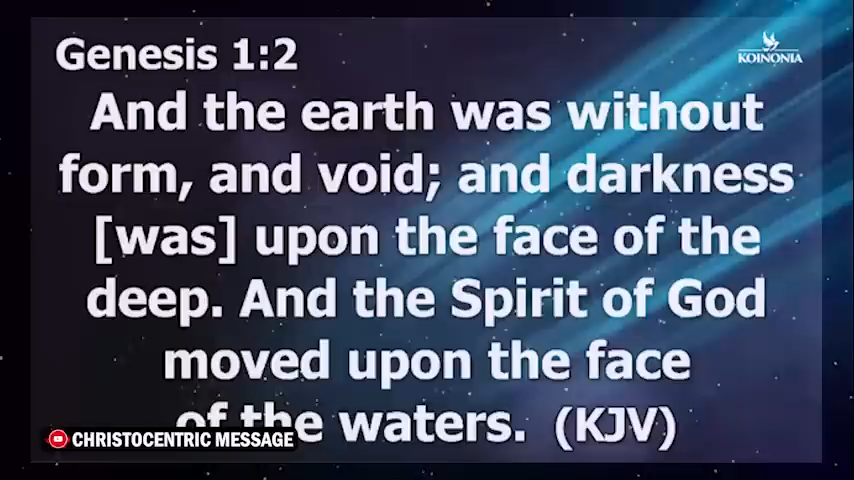 Genesis 1:2
KOINONIA
And the earth was without
form, and void; and darkness
[was] upon the face of the
deep. And the Spirit of God
moved upon the face
of the waters. (KJV)
CHRISTOCENTRIC MESSAGE